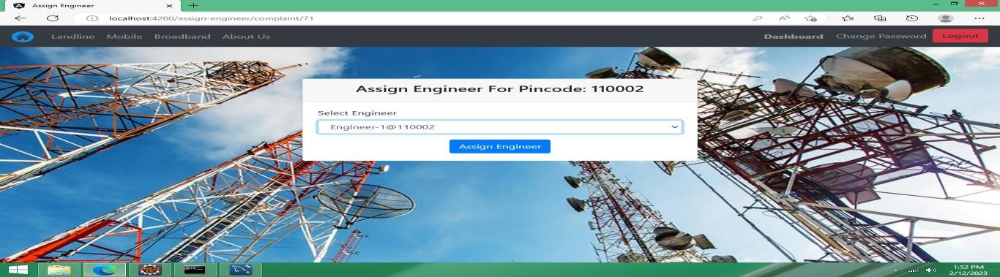 Assign Engineer
localhost:4200/assign-engineer/complaint/71
Landline Mobile Broadband About Us Dashboard Change Password Logout
Assign Engineer For Pincode: 110002
Select Engineer
Engineer-1@110002
Assign Engineer
1:52 PM
2/12/2023